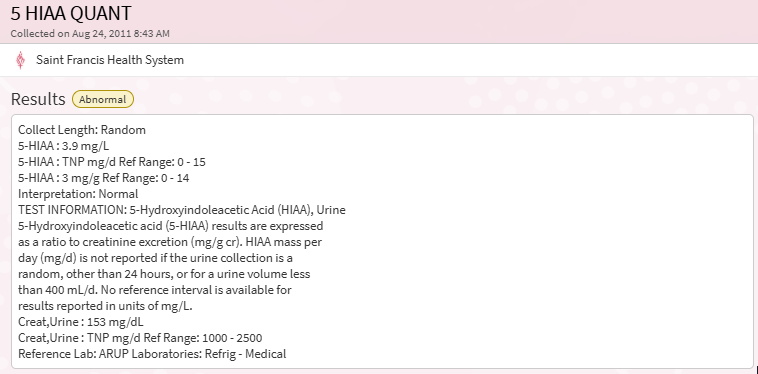 5 HIAA QUANT
Collected on Aug 24, 2011 8:43 AM
Saint Francis Health System
Results Abnormal
Collect Length: Random
5-HIAA : 3.9 mg/L
5-HIAA : TNP mg/d Ref Range: 0 - 15
5-HIAA : 3 mg/g Ref Range: 0 - 14
Interpretation: Normal
TEST INFORMATION: 5-Hydroxyindoleacetic Acid (HIAA), Urine
5-Hydroxyindoleacetic acid (5-HIAA) results are expressed
as a ratio to creatinine excretion (mg/g cr). HIAA mass per
day (mg/d) is not reported if the urine collection is a
random, other than 24 hours, or for a urine volume less
than 400 mL/d. No reference interval is available for
results reported in units of mg/L.
Creat,Urine : 153 mg/dL
Creat,Urine : TNP mg/d Ref Range: 1000 - 2500
Reference Lab: ARUP Laboratories: Refrig - Medical